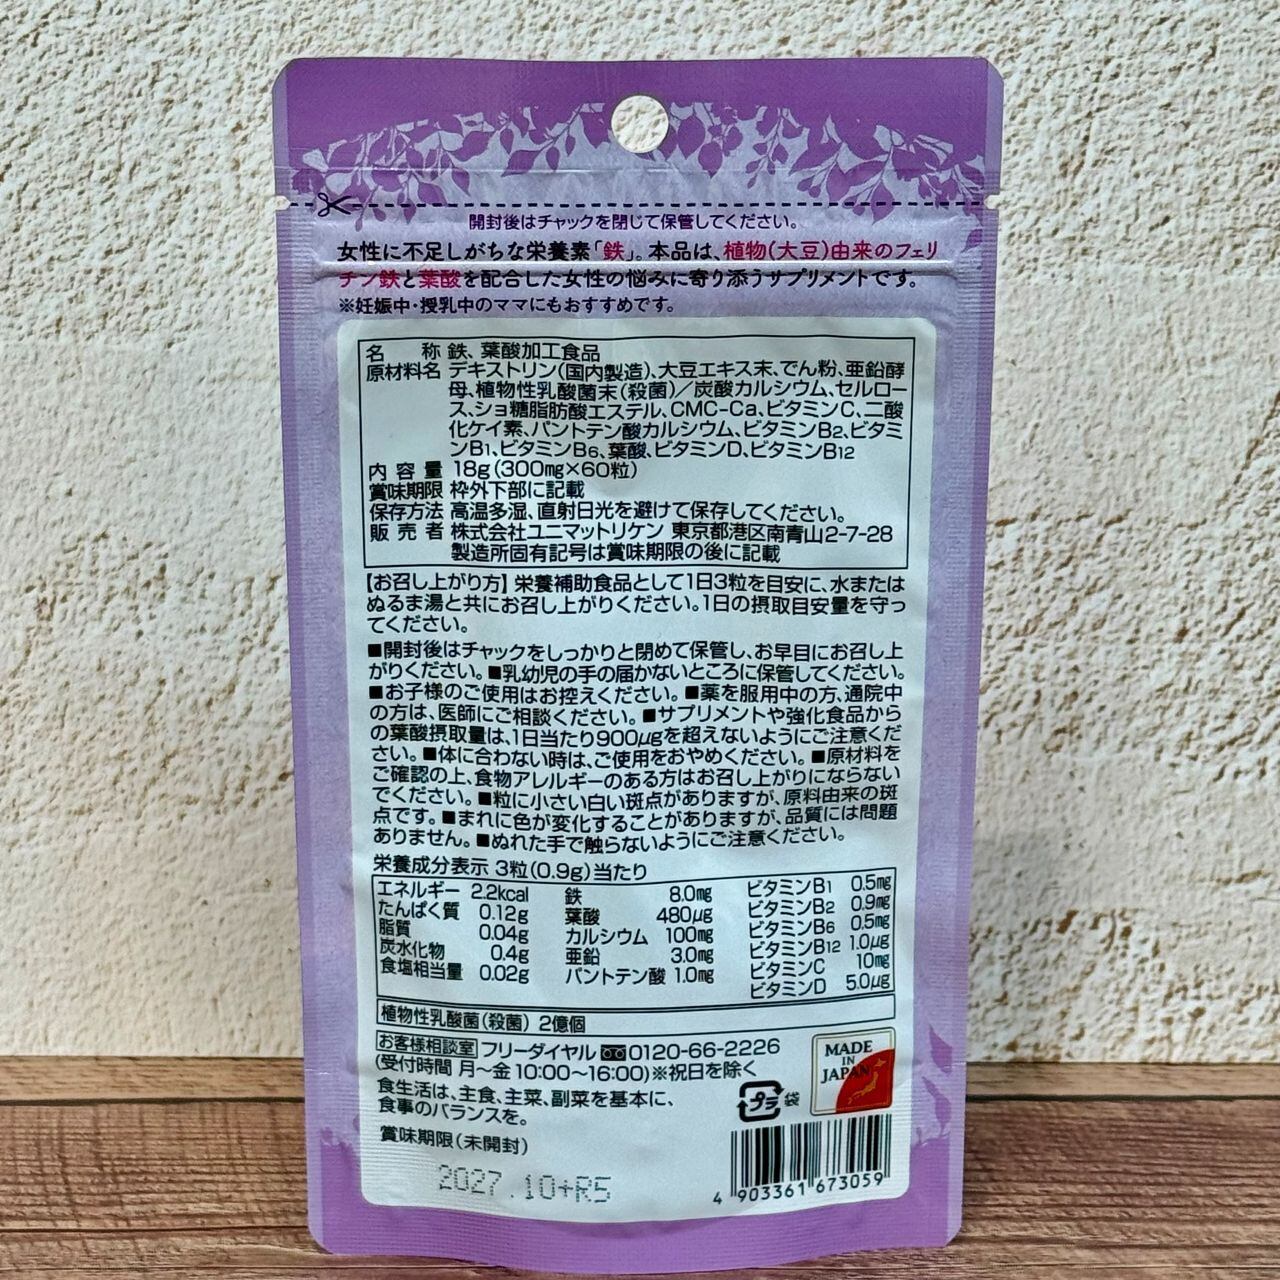 開封後はチャックを閉じて保管してください。
女性に不足しがちな栄養素「鉄」。本品は、植物(大豆)由来のフェリ
チン鉄と葉酸を配合した女性の悩みに寄り添うサプリメントです。
※妊娠中・授乳中のママにもおすすめです。
名称 鉄、葉酸加工食品
原材料名 デキストリン(国内製造)、大豆エキス末、でん粉、亜鉛酵
母、植物性乳酸菌末(殺菌)/炭酸カルシウム、セルロー
ス、ショ糖脂肪酸エステル、CMC-Ca、ビタミンC、二酸
化ケイ素、パントテン酸カルシウム、ビタミンB2、ビタミ
ンB1、ビタミンB6、葉酸、ビタミンD、ビタミンB12
内容量 18g(300mg×60粒)
賞味期限 枠外下部に記載
保存方法 高温多湿、直射日光を避けて保存してください。
販売者 株式会社ユニマットリケン 東京都港区南青山2-7-28
製造所固有記号は賞味期限の後に記載
【お召し上がり方】栄養補助食品として1日3粒を目安に、水または
ぬるま湯と共にお召し上がりください。1日の摂取目安量を守っ
てください。
■開封後はチャックをしっかりと閉めて保管し、お早目にお召し上
がりください。■乳幼児の手の届かないところに保管してください。
■お子様のご使用はお控えください。■薬を服用中の方、通院中
の方は、医師にご相談ください。■サプリメントや強化食品から
の葉酸摂取量は、1日当たり900μgを超えないようにご注意くだ
さい。■体に合わない時は、ご使用をおやめください。■原材料を
ご確認の上、食物アレルギーのある方はお召し上がりにならない
でください。■粒に小さい白い斑点がありますが、原料由来の斑
点です。■まれに色が変化することがありますが、品質には問題
ありません。■ぬれた手で触らないようにご注意ください。
栄養成分表示 3粒(0.9g)当たり
エネルギー 2.2kcal
たんぱく質 0.12g
脂質 0.04g
炭水化物 0.4g
食塩相当量 0.02g
鉄 8.0mg
葉酸 480μg
カルシウム 100mg
亜鉛 3.0mg
パントテン酸 1.0mg
ビタミンB1 0.5mg
ビタミンB2 0.9mg
ビタミンB6 0.5mg
ビタミンB12 1.0μg
ビタミンC 10mg
ビタミンD 5.0μg
植物性乳酸菌(殺菌) 2億個
お客様相談室 フリーダイヤル 0120-66-2226
(受付時間 月〜金 10:00〜16:00)※祝日を除く
食生活は、主食、主菜、副菜を基本に、
食事のバランスを。
プラ 袋
MADE
IN
JAPAN
賞味期限(未開封)
2027.10+R5
4 903361 673059